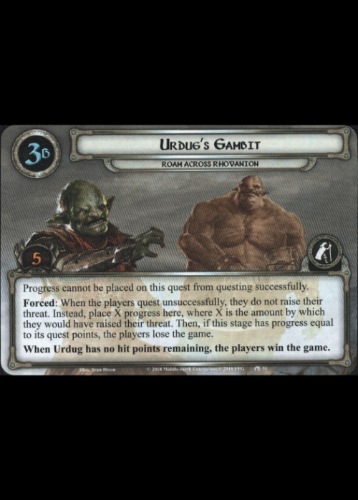 3B
URDUG'S GAMBIT
ROAM ACROSS RHOVANION
5
Progress cannot be placed on this quest from questing successfully.
Forced: When the players quest unsuccessfully, they do not raise their
threat. Instead, place X progress here, where X is the amount by which
they would have raised their threat. Then, if this stage has progress equal
to its quest points, the players lose the game.
When Urdug has no hit points remaining, the players win the game.